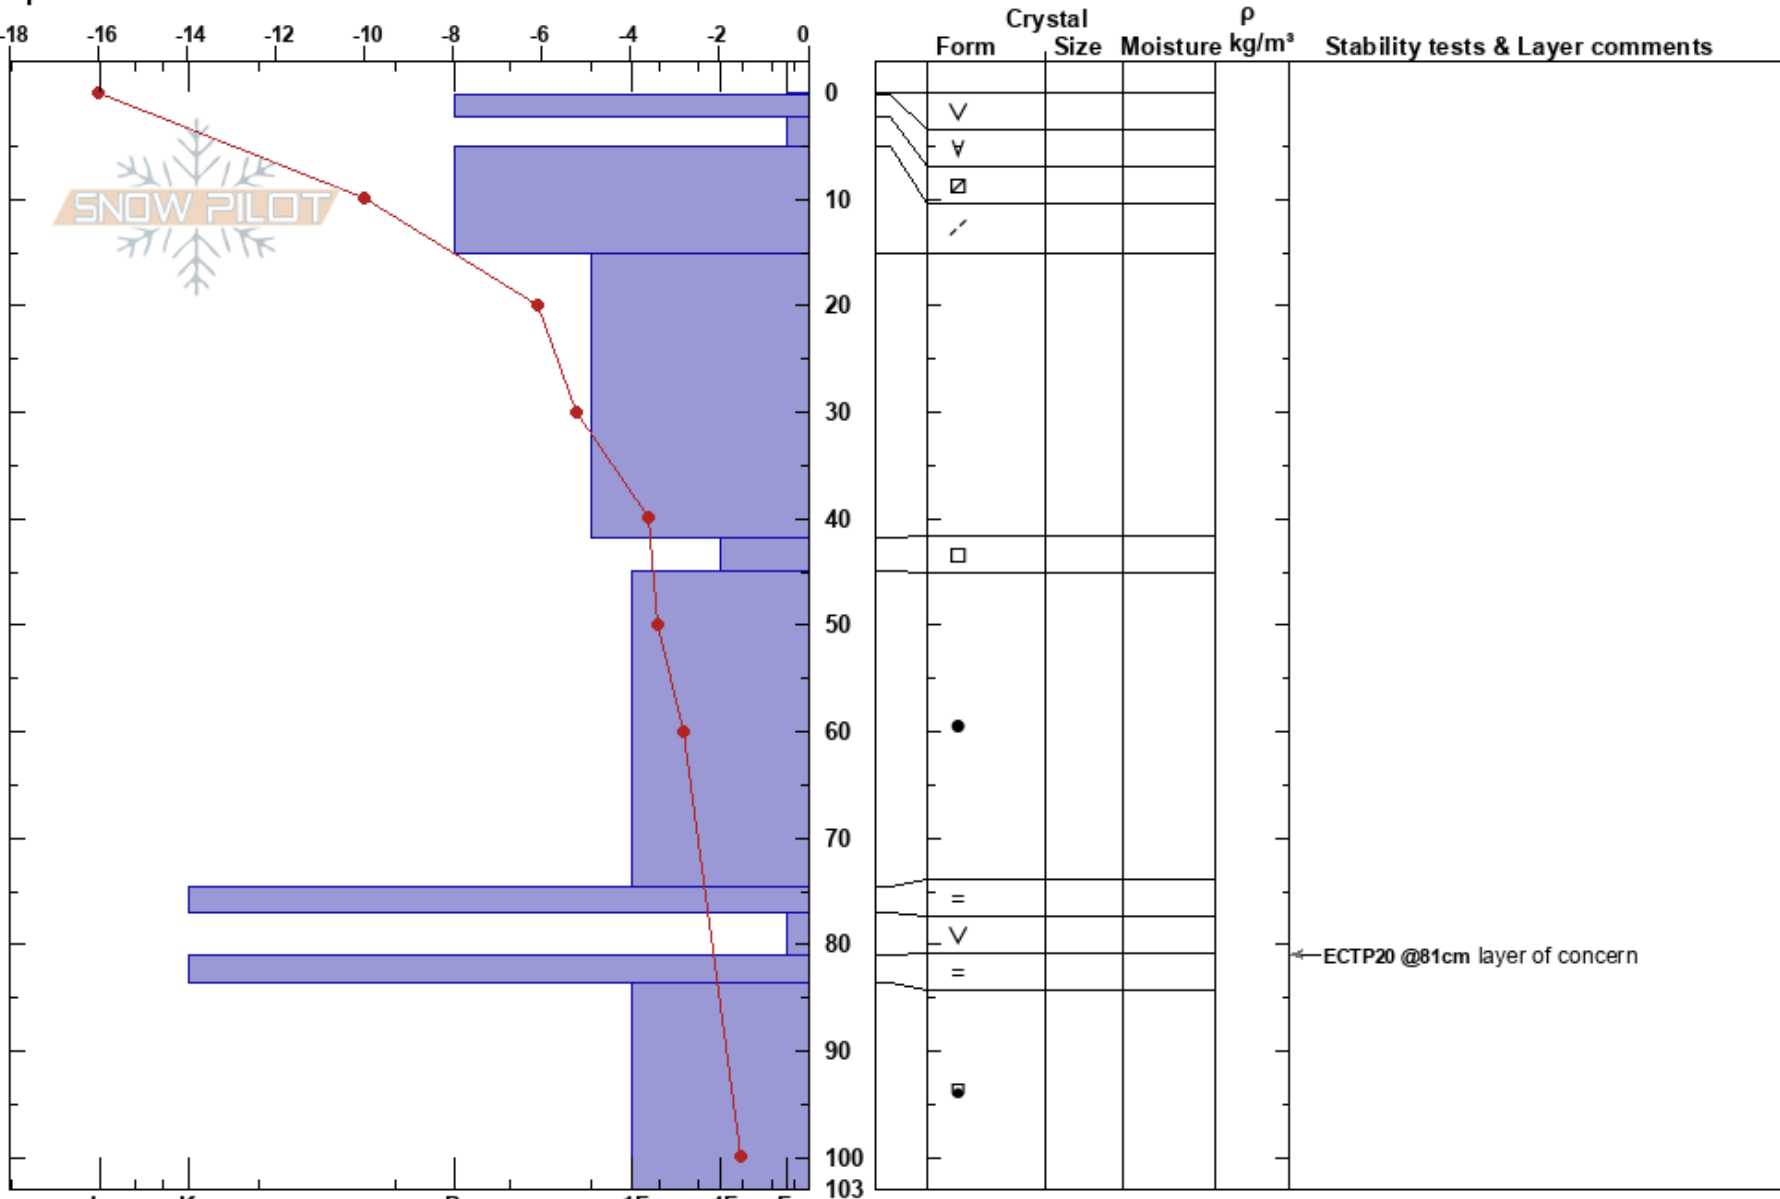 -18 -16 -14 -12 -10 -8 -6 -4 -2 0
Crystal
ρ
Form Size Moisture kg/m³ Stability tests & Layer comments
0
10
SNOW PILOT
20
30
40
50
60
70
80
ECTP20 @81cm layer of concern
90
100
103